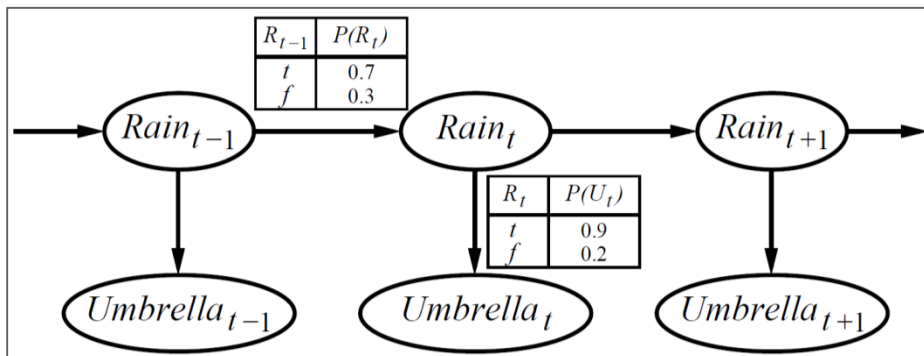 R_{t-1} P(R_t)
t 0.7
f 0.3
Rain_{t-1} Rain_t Rain_{t+1}
R_t P(U_t)
t 0.9
f 0.2
Umbrella_{t-1} Umbrella_t Umbrella_{t+1}